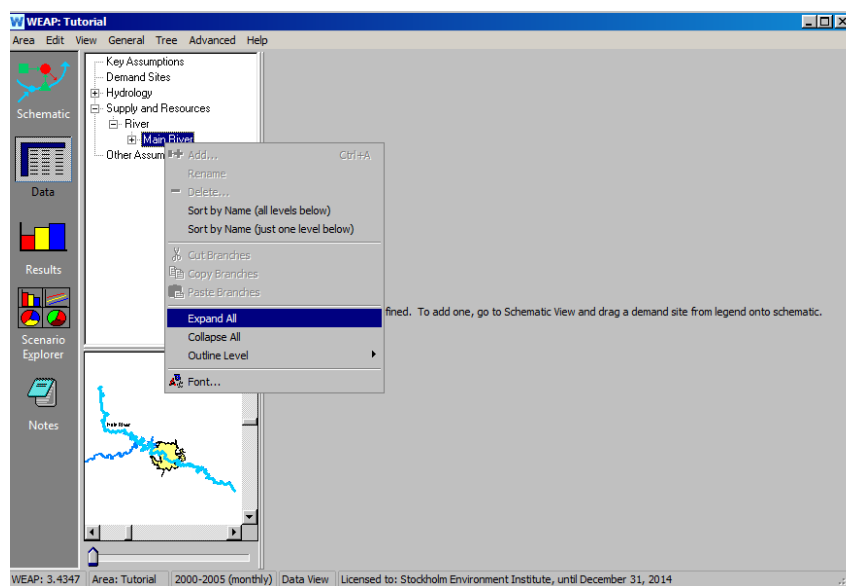 WEAP: Tutorial
Area Edit View General Tree Advanced Help
Schematic
Data
Results
Scenario
Explorer
Notes
Key Assumptions
Demand Sites
Hydrology
Supply and Resources
River
Main River
Other Assum
Add... Ctrl+A
Rename
Delete...
Sort by Name (all levels below)
Sort by Name (just one level below)
Cut Branches
Copy Branches
Paste Branches
Expand All
Collapse All
Outline Level
Font...
fined. To add one, go to Schematic View and drag a demand site from legend onto schematic.
Main River
WEAP: 3.4347 Area: Tutorial 2000-2005 (monthly) Data View Licensed to: Stockholm Environment Institute, until December 31, 2014